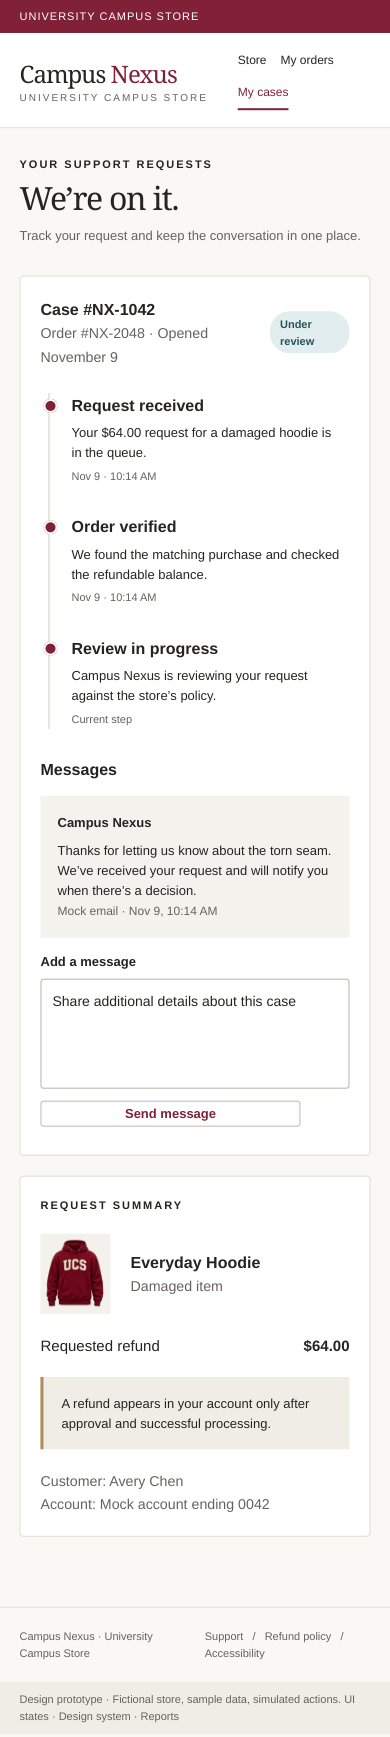 UNIVERSITY CAMPUS STORE
Campus Nexus
UNIVERSITY CAMPUS STORE
Store My orders
My cases
YOUR SUPPORT REQUESTS
We’re on it.
Track your request and keep the conversation in one place.
Case #NX-1042
Order #NX-2048 · Opened
November 9
Under
review
Request received
Your $64.00 request for a damaged hoodie is
in the queue.
Nov 9 · 10:14 AM
Order verified
We found the matching purchase and checked
the refundable balance.
Nov 9 · 10:14 AM
Review in progress
Campus Nexus is reviewing your request
against the store’s policy.
Current step
Messages
Campus Nexus
Thanks for letting us know about the torn seam.
We’ve received your request and will notify you
when there’s a decision.
Mock email · Nov 9, 10:14 AM
Add a message
Share additional details about this case
Send message
REQUEST SUMMARY
UCS
Everyday Hoodie
Damaged item
Requested refund $64.00
A refund appears in your account only after
approval and successful processing.
Customer: Avery Chen
Account: Mock account ending 0042
Campus Nexus · University
Campus Store
Support / Refund policy /
Accessibility
Design prototype · Fictional store, sample data, simulated actions. UI
states · Design system · Reports